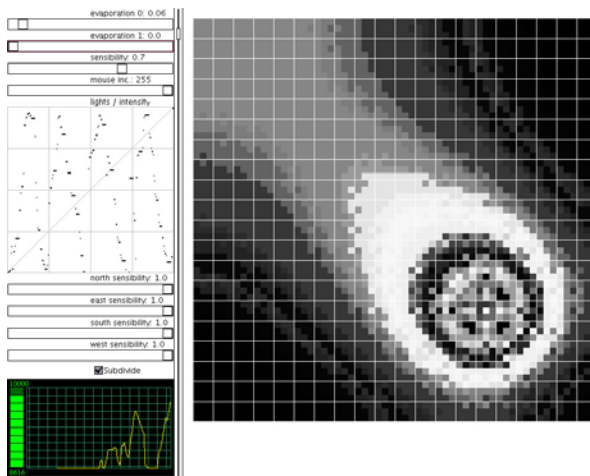 evaporation 0: 0.06
evaporation 1: 0.0
sensibility: 0.7
mouse inc.: 255
lights / intensity
north sensibility: 1.0
east sensibility: 1.0
south sensibility: 1.0
west sensibility: 1.0
Subdivide
10000
8616